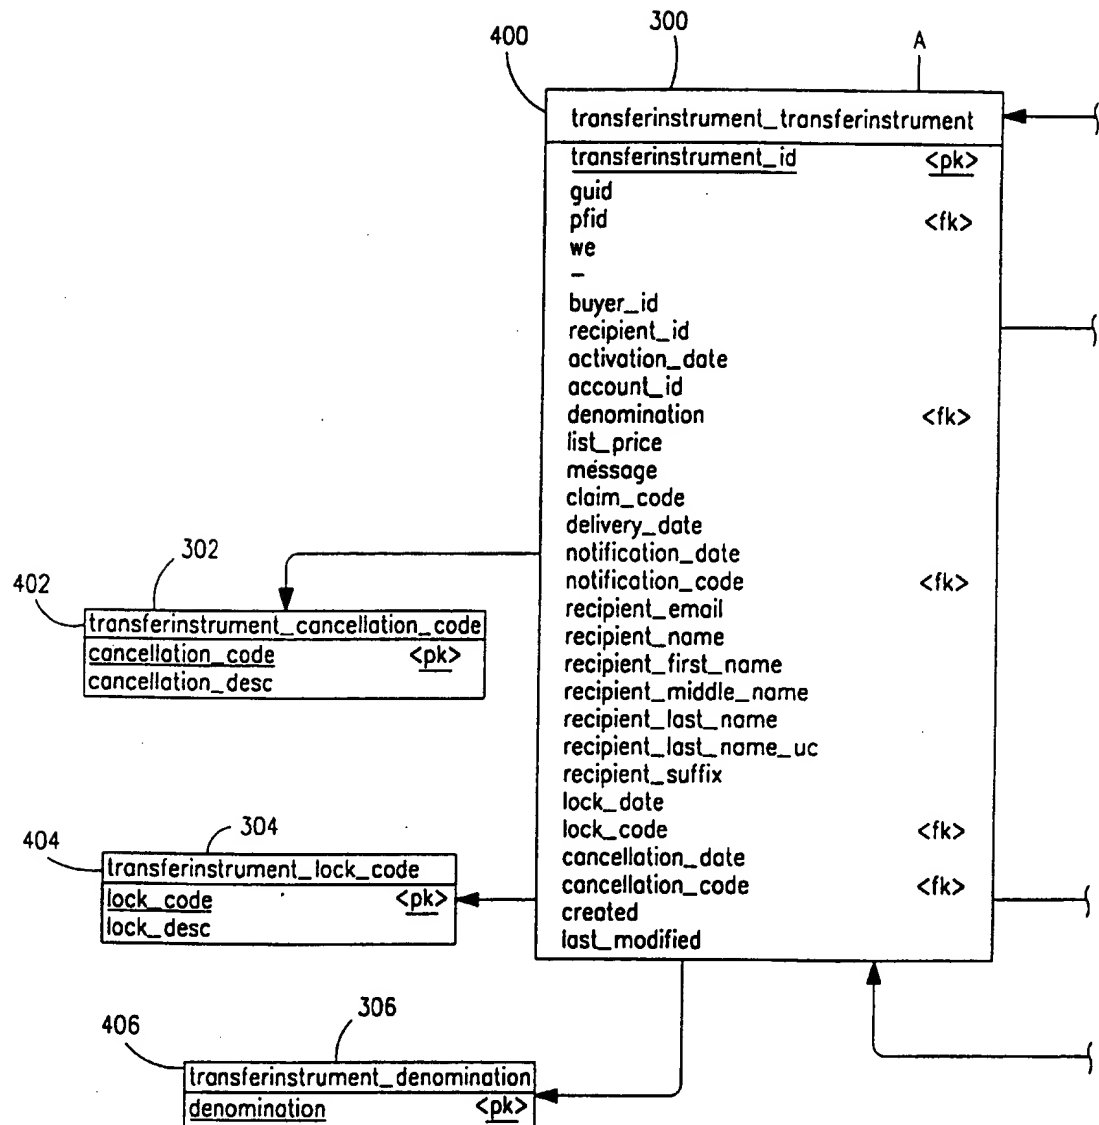 400
300
A
transferinstrument_transferinstrument
transferinstrument_id <pk>
guid
pfid <fk>
we
–
buyer_id
recipient_id
activation_date
account_id
denomination <fk>
list_price
message
claim_code
delivery_date
notification_date
notification_code <fk>
recipient_email
recipient_name
recipient_first_name
recipient_middle_name
recipient_last_name
recipient_last_name_uc
recipient_suffix
lock_date
lock_code <fk>
cancellation_date
cancellation_code <fk>
created
last_modified
302
402
transferinstrument_cancellation_code
cancellation_code <pk>
cancellation_desc
304
404
transferinstrument_lock_code
lock_code <pk>
lock_desc
306
406
transferinstrument_denomination
denomination <pk>